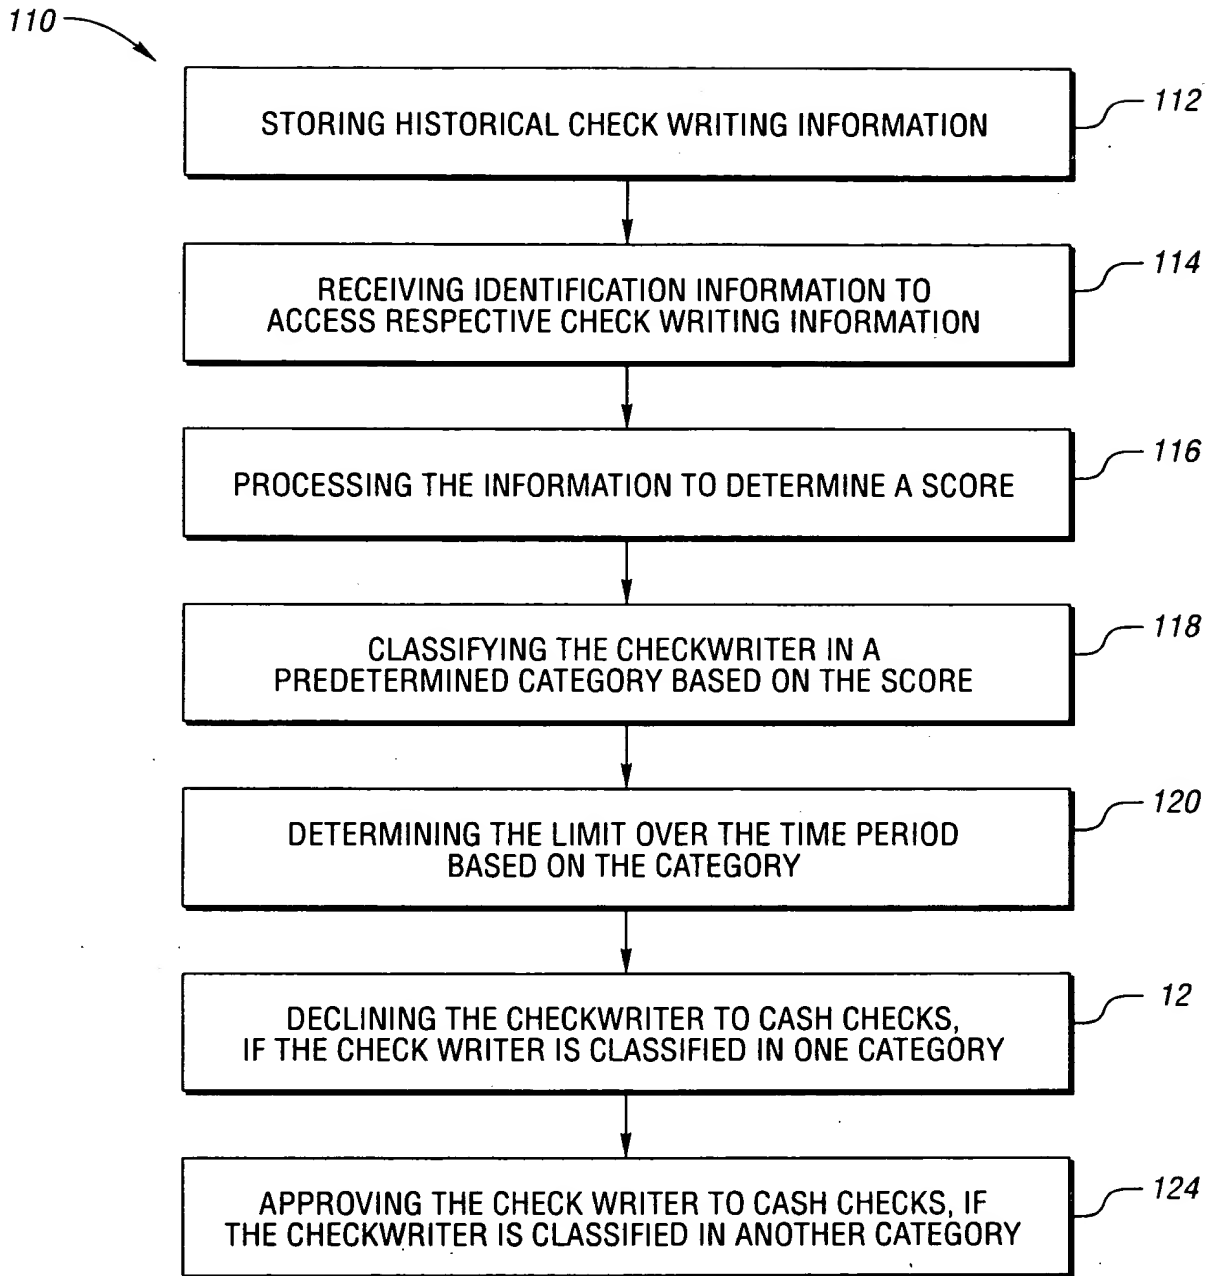 110
STORING HISTORICAL CHECK WRITING INFORMATION
112
RECEIVING IDENTIFICATION INFORMATION TO
ACCESS RESPECTIVE CHECK WRITING INFORMATION
114
PROCESSING THE INFORMATION TO DETERMINE A SCORE
116
CLASSIFYING THE CHECKWRITER IN A
PREDETERMINED CATEGORY BASED ON THE SCORE
118
DETERMINING THE LIMIT OVER THE TIME PERIOD
BASED ON THE CATEGORY
120
DECLINING THE CHECKWRITER TO CASH CHECKS,
IF THE CHECK WRITER IS CLASSIFIED IN ONE CATEGORY
12
APPROVING THE CHECK WRITER TO CASH CHECKS, IF
THE CHECKWRITER IS CLASSIFIED IN ANOTHER CATEGORY
124